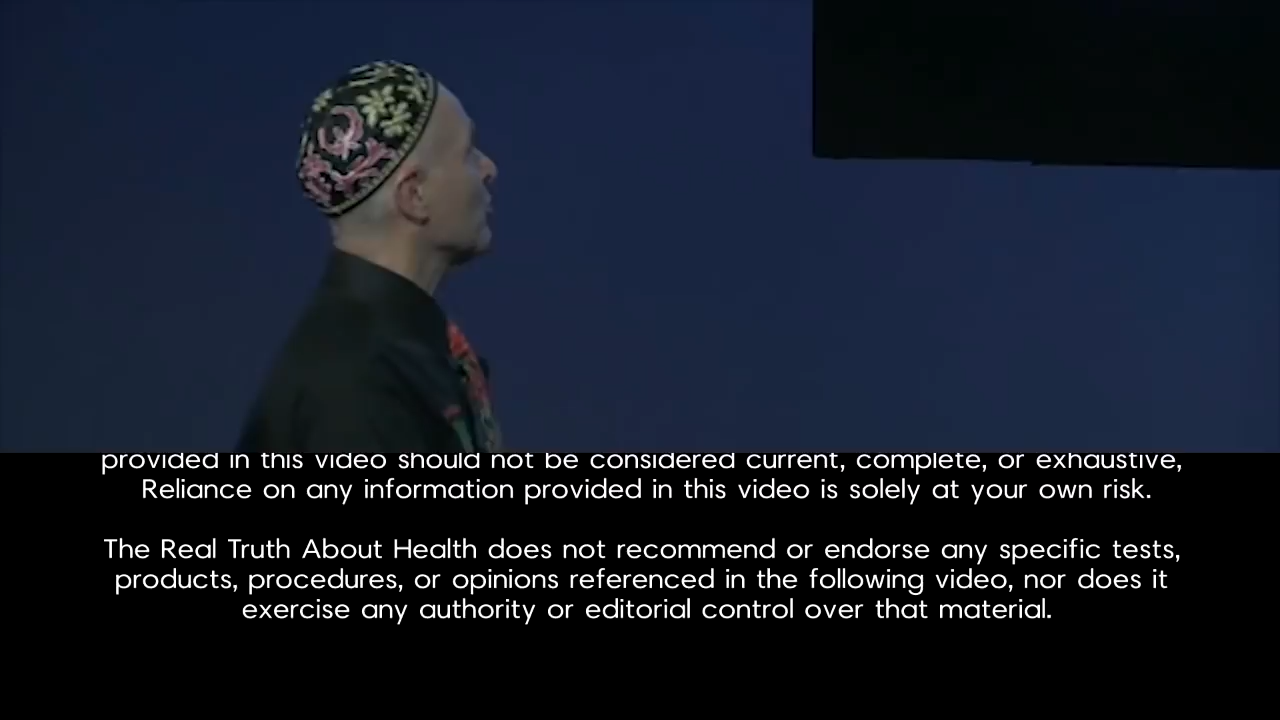 provided in this video should not be considered current, complete, or exhaustive,
Reliance on any information provided in this video is solely at your own risk.
The Real Truth About Health does not recommend or endorse any specific tests,
products, procedures, or opinions referenced in the following video, nor does it
exercise any authority or editorial control over that material.